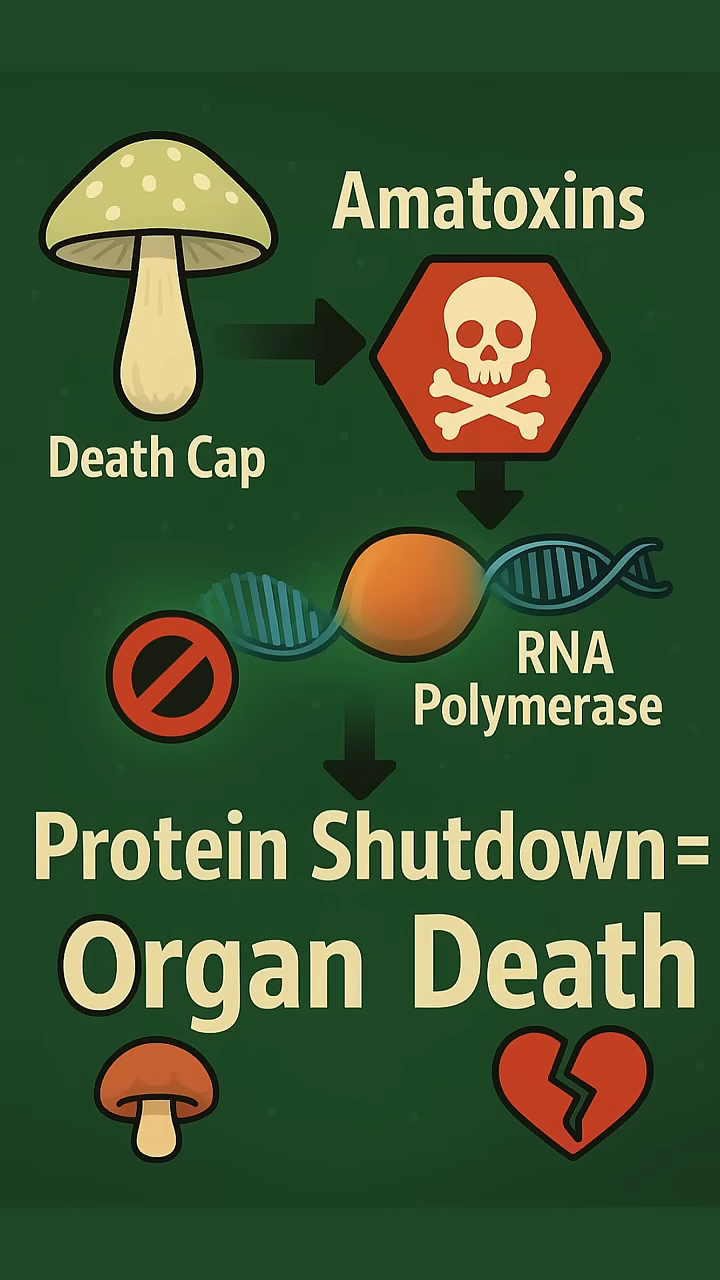 Amatoxins
Death Cap
RNA
Polymerase
Protein Shutdown=
Organ Death